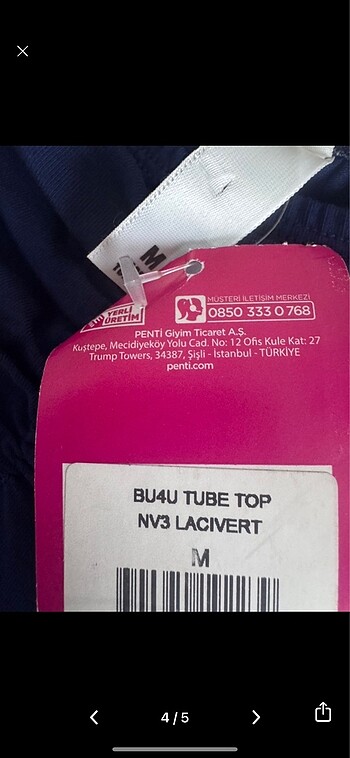 M
YERLİ
ÜRETİM
MÜŞTERİ İLETİŞİM MERKEZİ
0850 333 0 768
PENTİ Giyim Ticaret A.Ş.
Kuştepe, Mecidiyeköy Yolu Cad. No: 12 Ofis Kule Kat: 27
Trump Towers, 34387, Şişli - İstanbul - TÜRKİYE
penti.com
BU4U TUBE TOP
NV3 LACIVERT
M
4 / 5